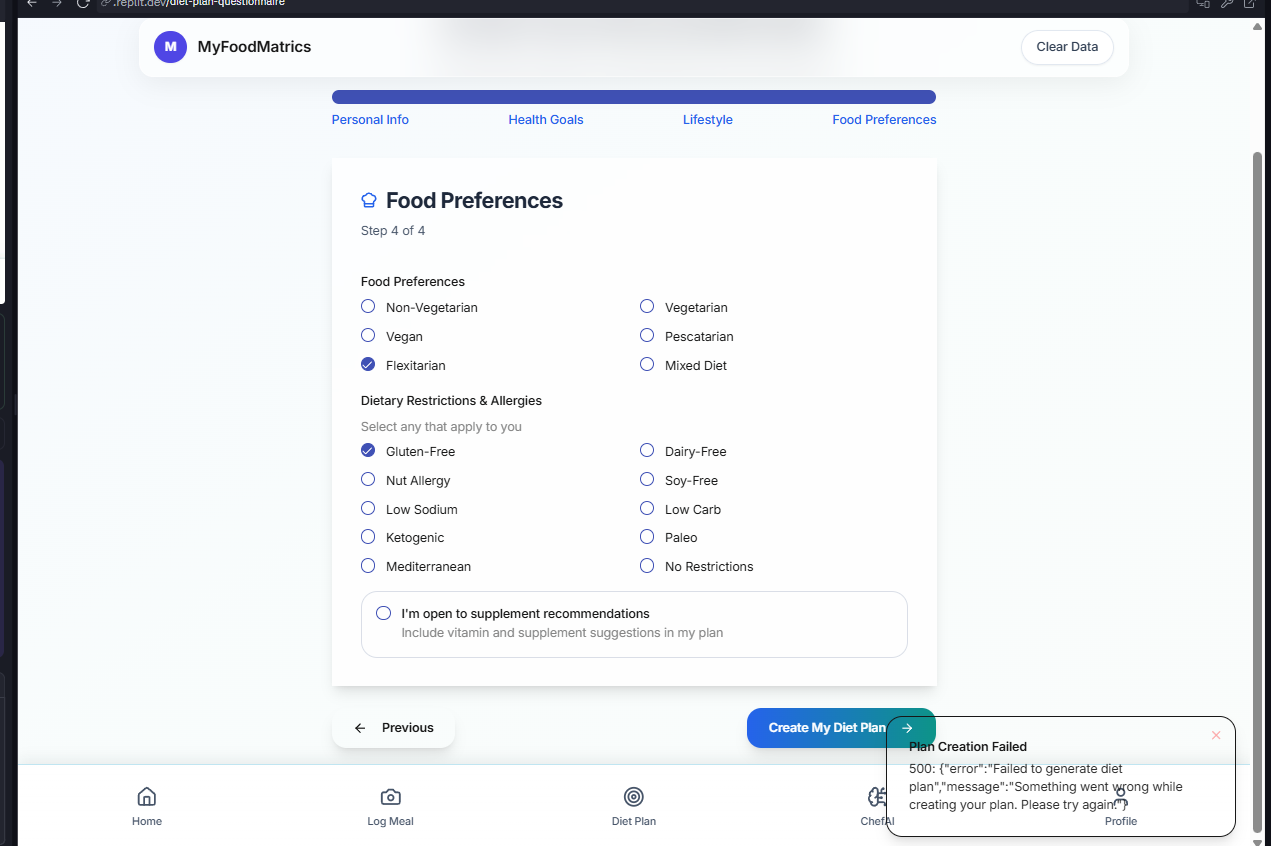 .replit.dev/diet-plan-questionnaire
M MyFoodMatrics
Clear Data
Personal Info Health Goals Lifestyle Food Preferences
Food Preferences
Step 4 of 4
Food Preferences
Non-Vegetarian Vegetarian
Vegan Pescatarian
Flexitarian Mixed Diet
Dietary Restrictions & Allergies
Select any that apply to you
Gluten-Free Dairy-Free
Nut Allergy Soy-Free
Low Sodium Low Carb
Ketogenic Paleo
Mediterranean No Restrictions
I'm open to supplement recommendations
Include vitamin and supplement suggestions in my plan
Previous Create My Diet Plan
Plan Creation Failed
500: {"error":"Failed to generate diet
plan","message":"Something went wrong while
creating your plan. Please try again."}
Home Log Meal Diet Plan ChefAI Profile